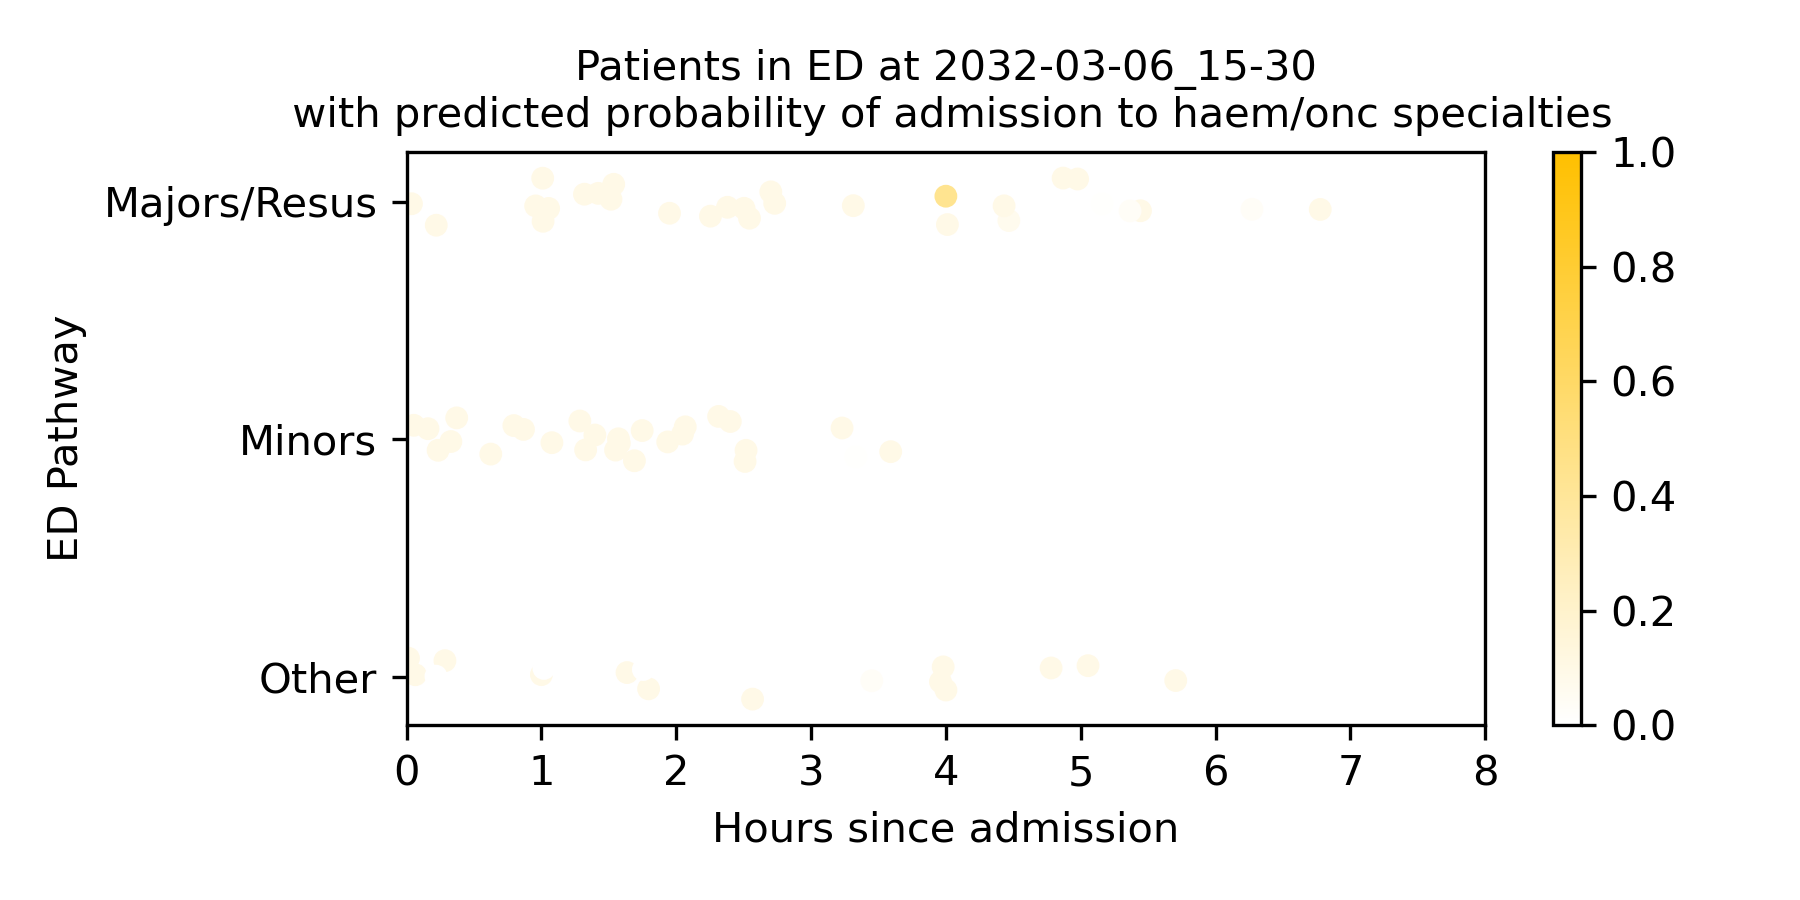 Patients in ED at 2032-03-06_15-30
with predicted probability of admission to haem/onc specialties
ED Pathway
Majors/Resus
Minors
Other
0 1 2 3 4 5 6 7 8
Hours since admission
1.0
0.8
0.6
0.4
0.2
0.0